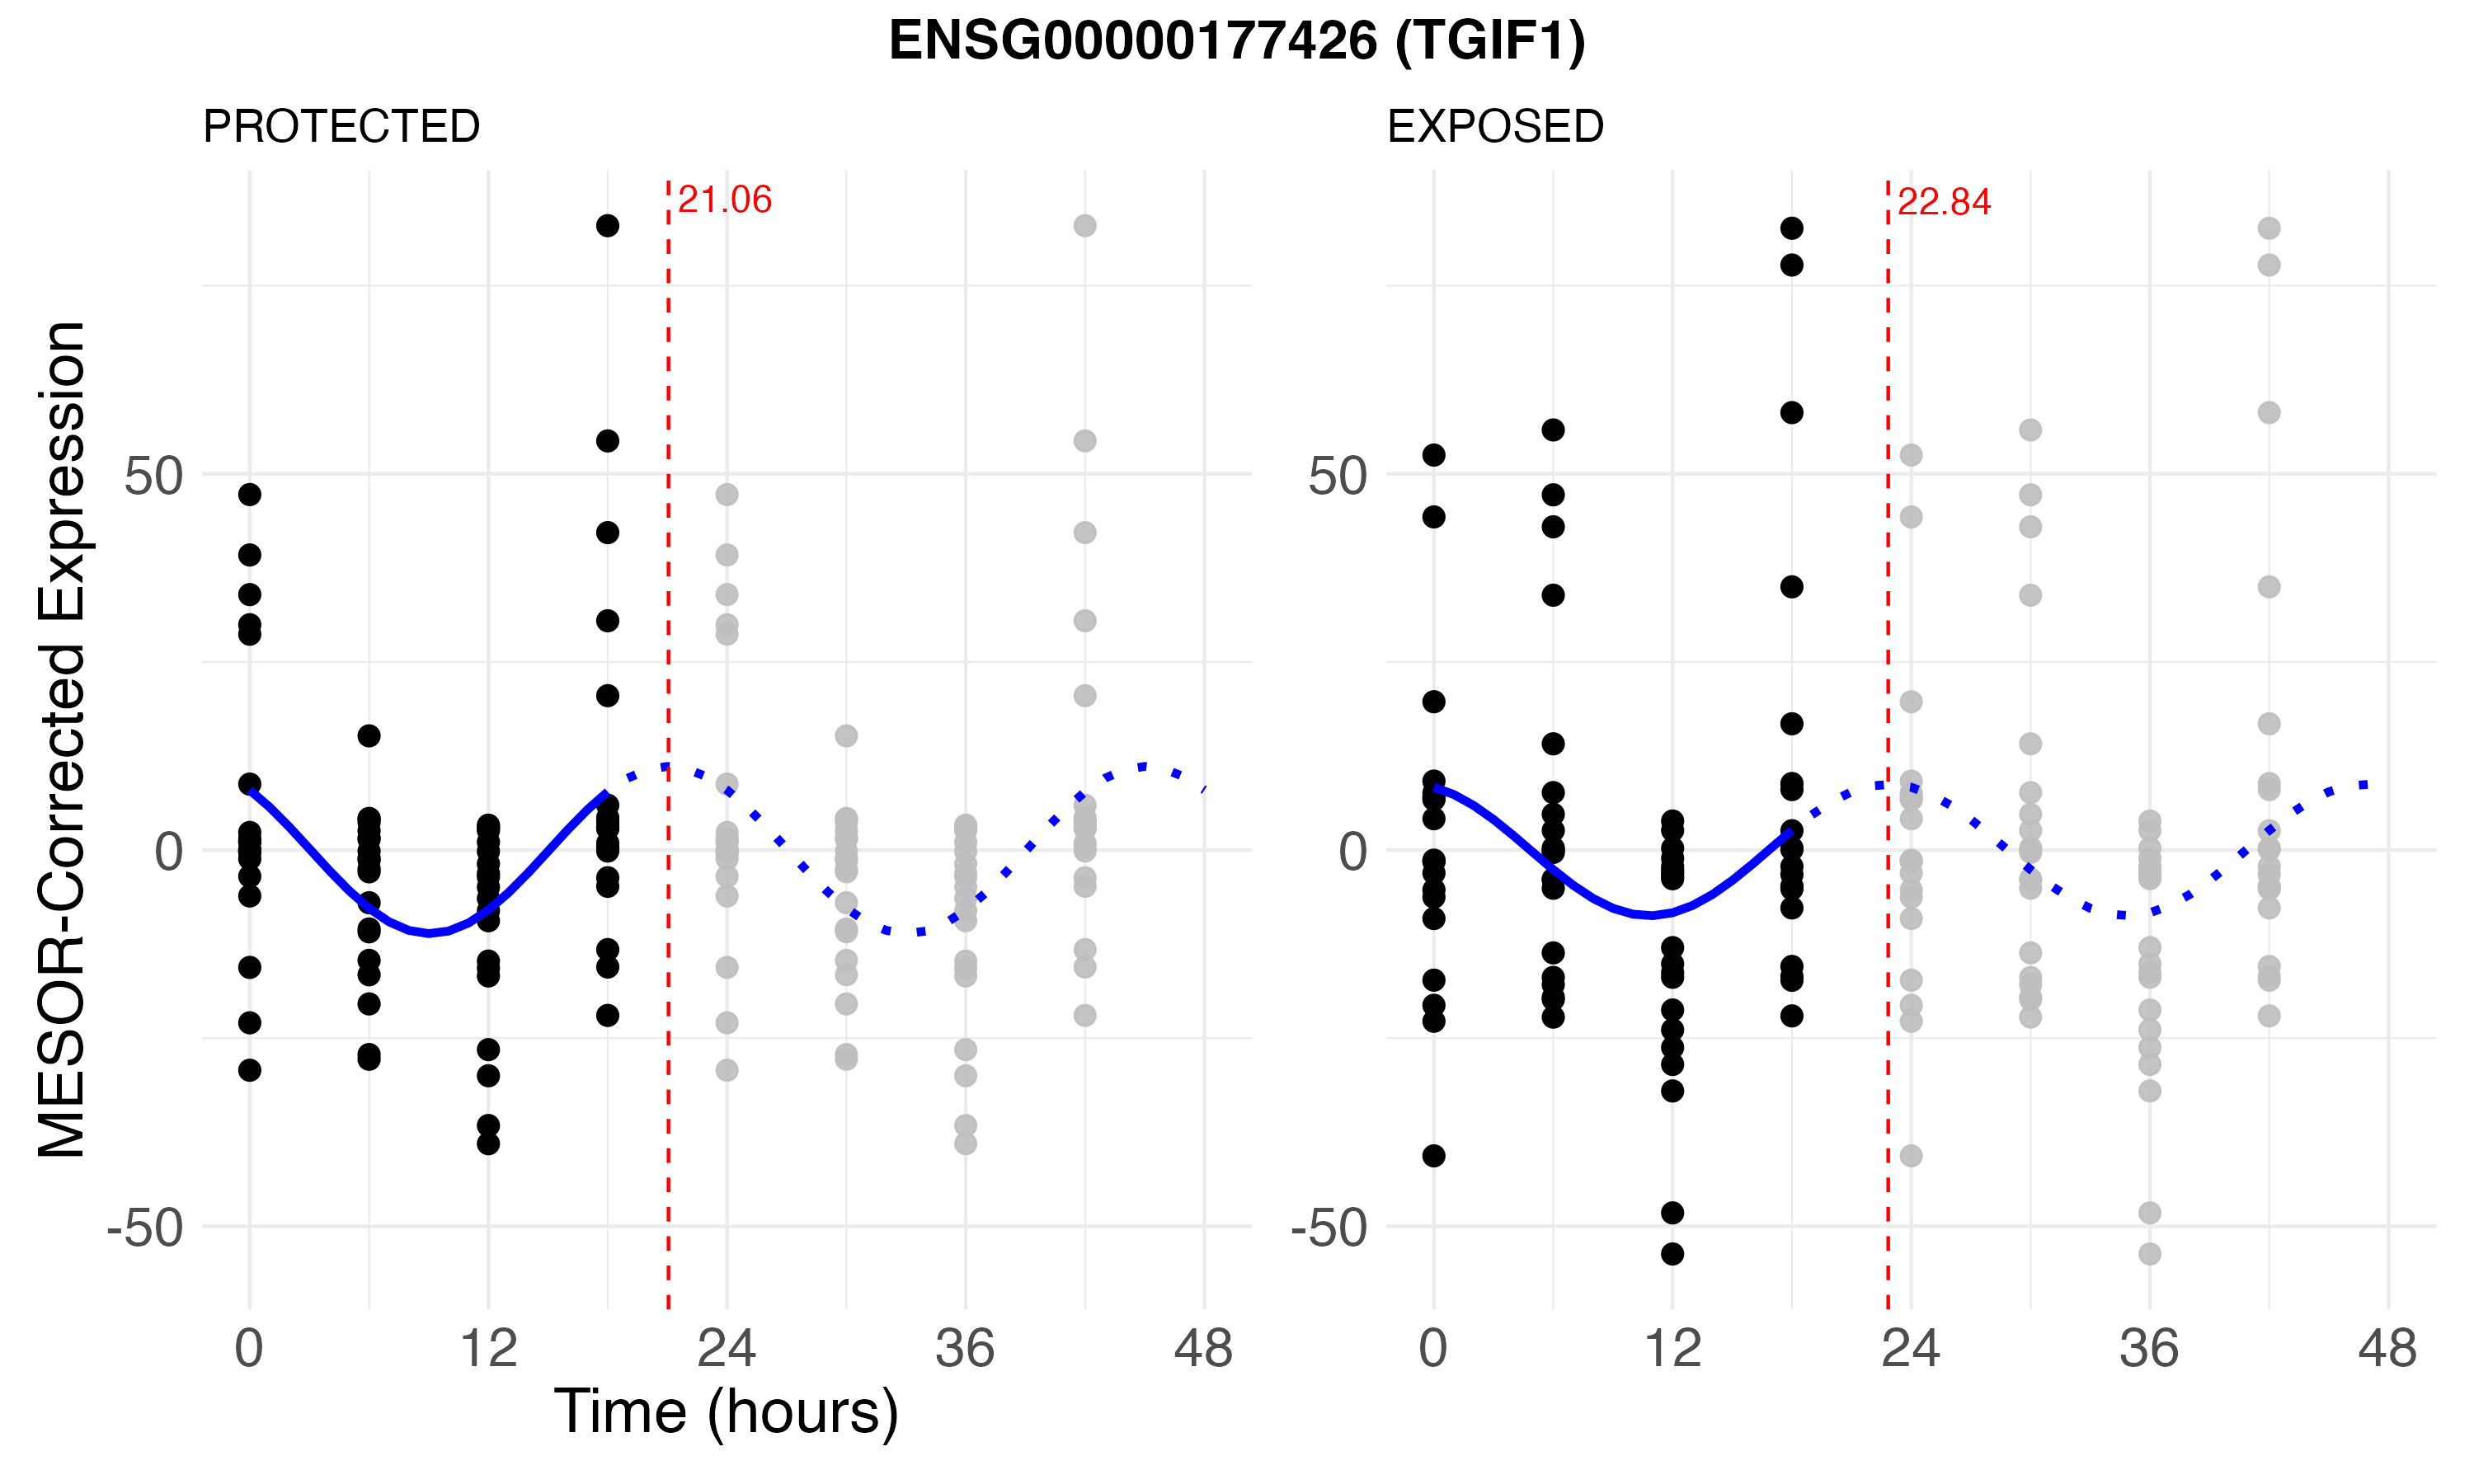 ENSG00000177426 (TGIF1)
PROTECTED
EXPOSED
21.06
22.84
MESOR-Corrected Expression
50
0
-50
50
0
-50
0 12 24 36 48
0 12 24 36 48
Time (hours)